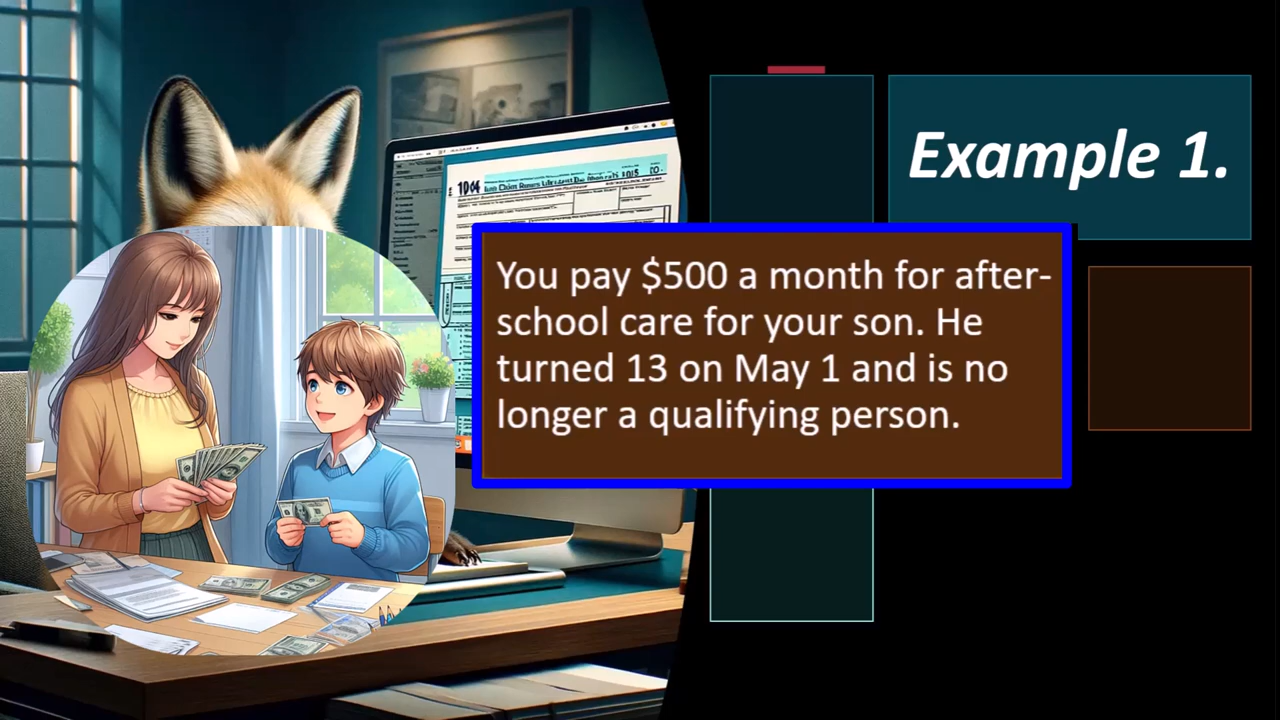 Example 1.
You pay $500 a month for after-
school care for your son. He
turned 13 on May 1 and is no
longer a qualifying person.